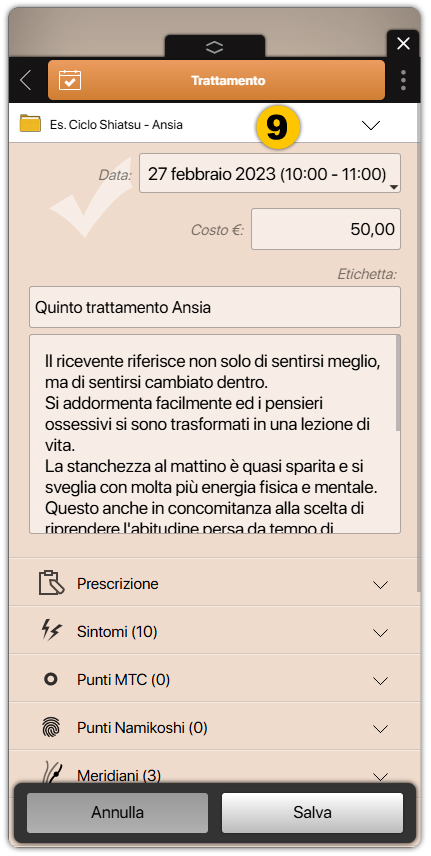 Trattamento
Es. Ciclo Shiatsu - Ansia
9
Data: 27 febbraio 2023 (10:00 - 11:00)
Costo €: 50,00
Etichetta:
Quinto trattamento Ansia
Il ricevente riferisce non solo di sentirsi meglio,
ma di sentirsi cambiato dentro.
Si addormenta facilmente ed i pensieri
ossessivi si sono trasformati in una lezione di
vita.
La stanchezza al mattino è quasi sparita e si
sveglia con molta più energia fisica e mentale.
Questo anche in concomitanza alla scelta di
riprendere l'abitudine persa da tempo di
Prescrizione
Sintomi (10)
Punti MTC (0)
Punti Namikoshi (0)
Meridiani (3)
Annulla
Salva